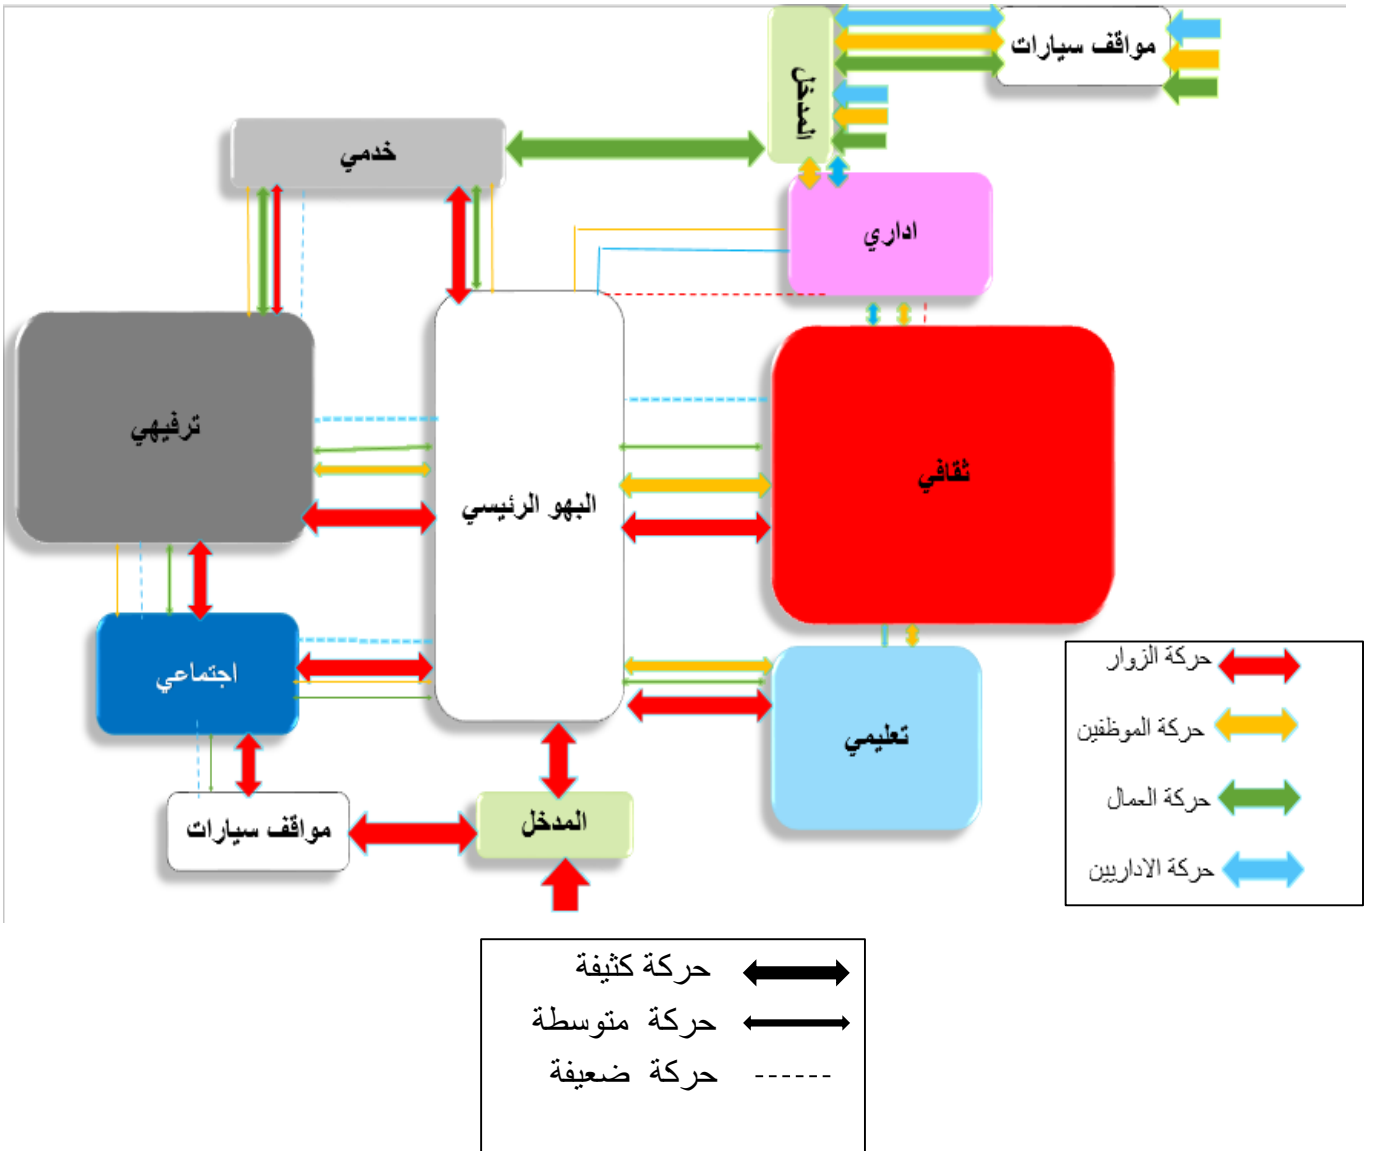 مواقف سيارات
المدخل
خدمي
اداري
ترفيهي
ثقافي
البهو الرئيسي
اجتماعي
تعليمي
مواقف سيارات
المدخل
حركة الزوار
حركة الموظفين
حركة العمال
حركة الاداريين
حركة كثيفة
حركة متوسطة
حركة ضعيفة